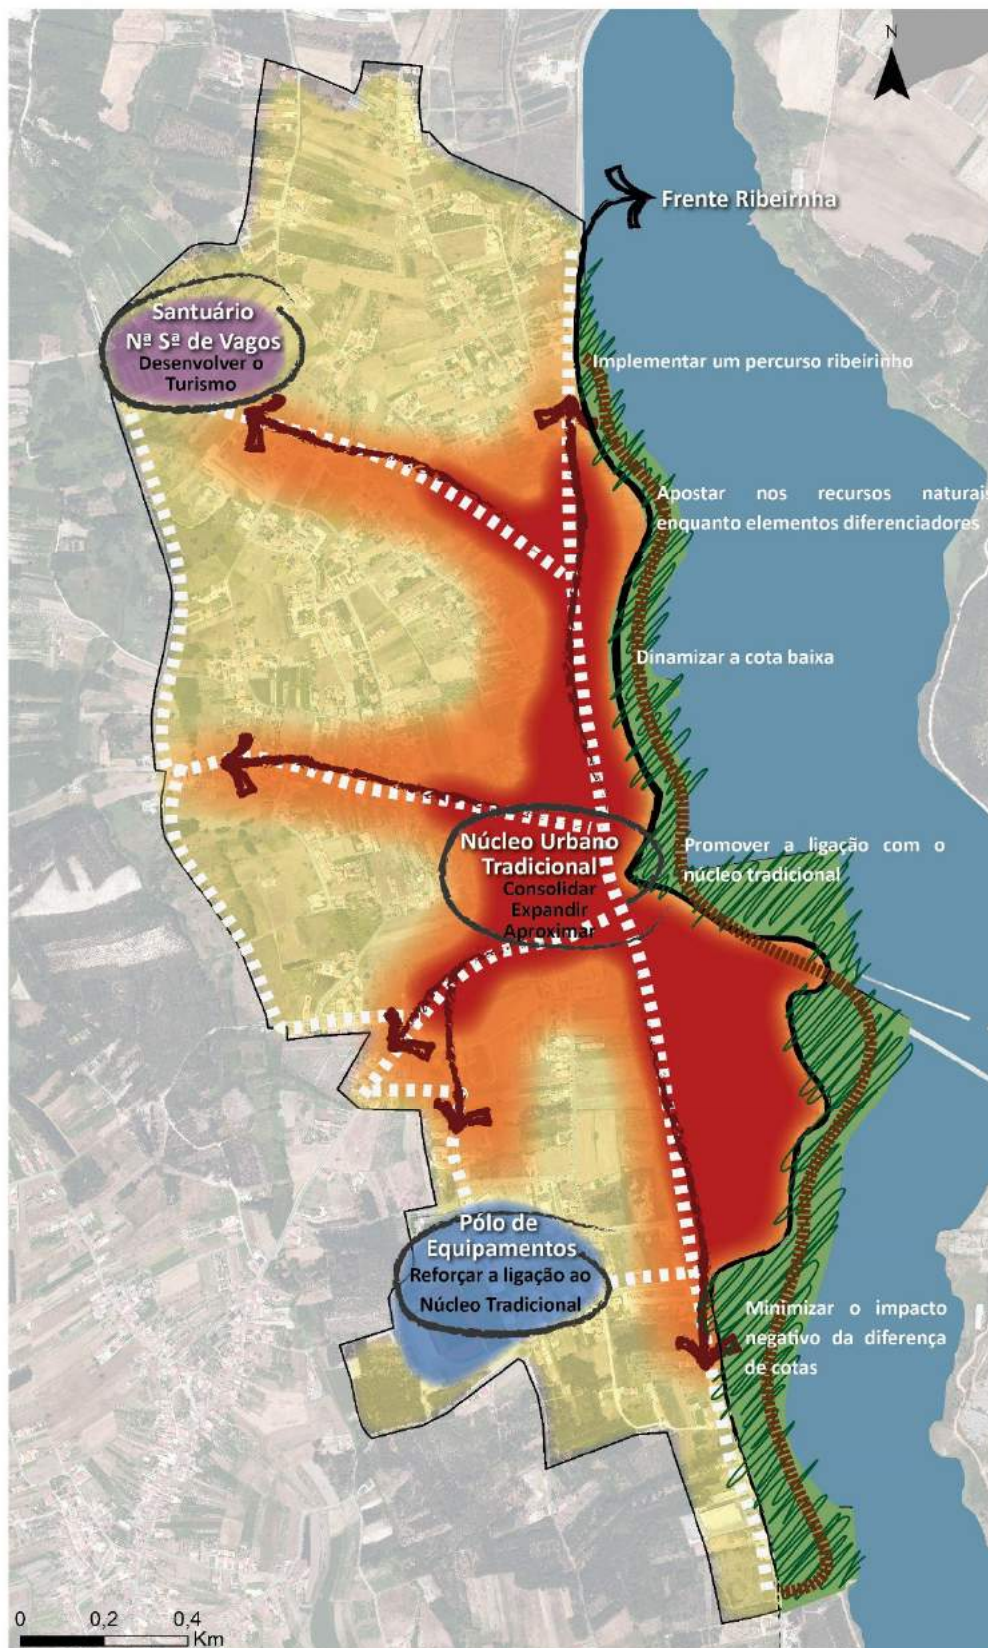 N
Frente Ribeirnha
Santuário
Nª Sª de Vagos
Desenvolver o
Turismo
Implementar um percurso ribeirinho
Apostar nos recursos naturais
enquanto elementos diferenciadores
Dinamizar a cota baixa
Núcleo Urbano
Tradicional
Consolidar
Expandir
Aproximar
Promover a ligação com o
núcleo tradicional
Pólo de
Equipamentos
Reforçar a ligação ao
Núcleo Tradicional
Minimizar o impacto
negativo da diferença
de cotas
0 0,2 0,4
Km